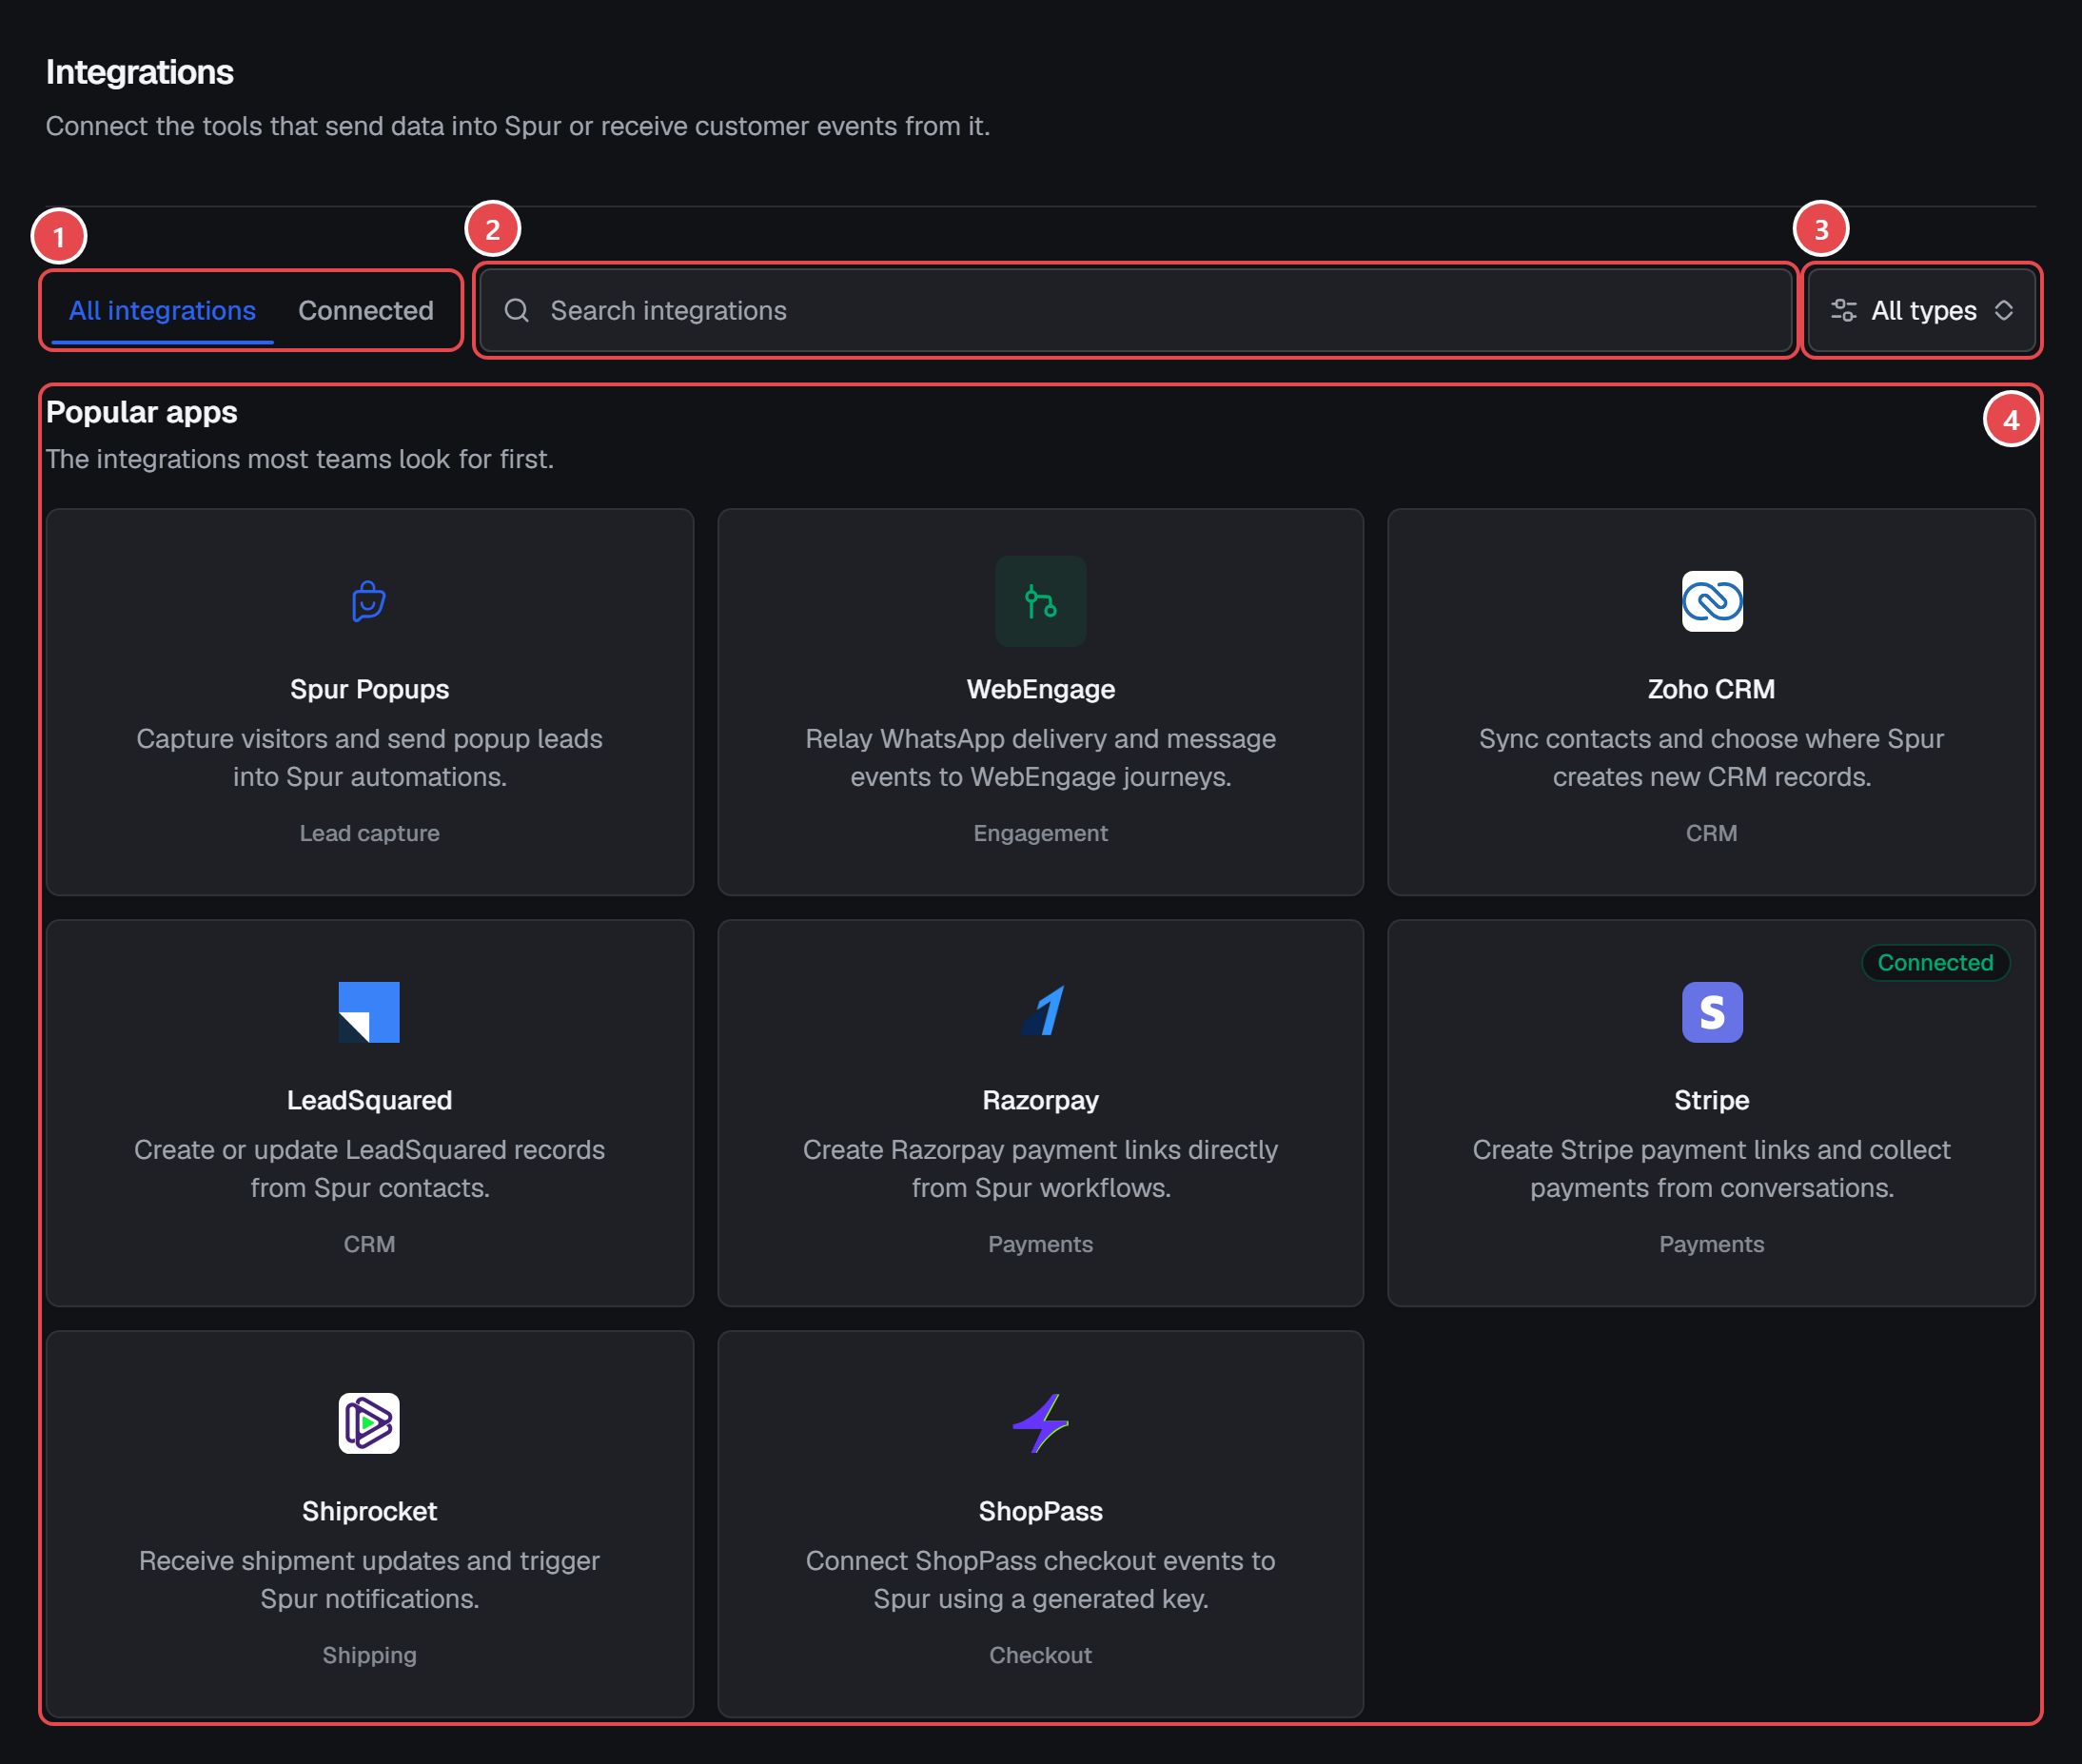 Integrations
Connect the tools that send data into Spur or receive customer events from it.
1
2
3
All integrations
Connected
Search integrations
All types
Popular apps
4
The integrations most teams look for first.
Spur Popups
Capture visitors and send popup leads
into Spur automations.
Lead capture
WebEngage
Relay WhatsApp delivery and message
events to WebEngage journeys.
Engagement
Zoho CRM
Sync contacts and choose where Spur
creates new CRM records.
CRM
LeadSquared
Create or update LeadSquared records
from Spur contacts.
CRM
Razorpay
Create Razorpay payment links directly
from Spur workflows.
Payments
Connected
S
Stripe
Create Stripe payment links and collect
payments from conversations.
Payments
Shiprocket
Receive shipment updates and trigger
Spur notifications.
Shipping
ShopPass
Connect ShopPass checkout events to
Spur using a generated key.
Checkout